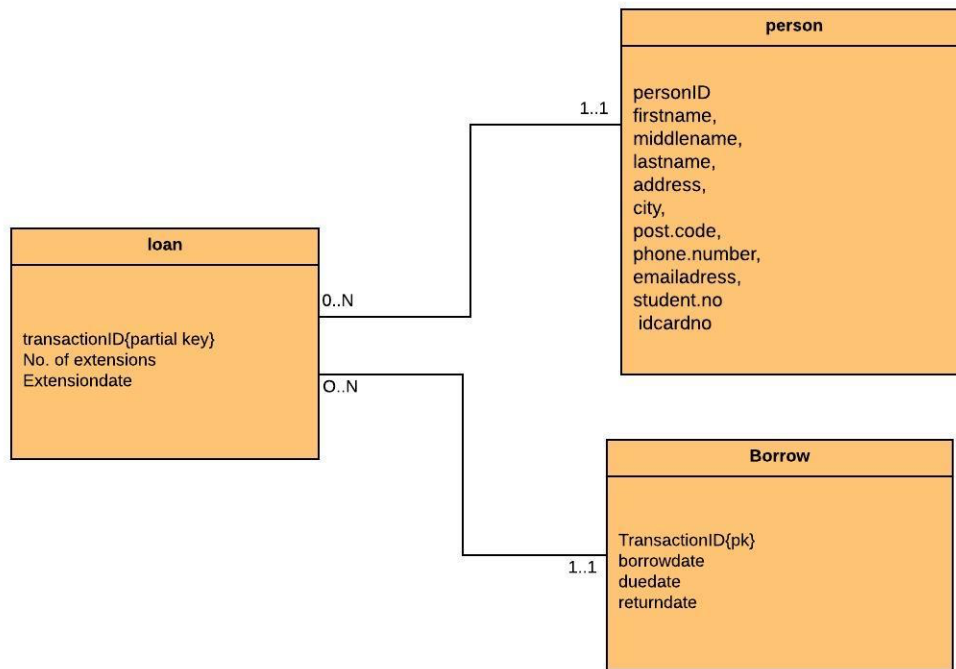 person
personID
firstname,
middlename,
lastname,
address,
city,
post.code,
phone.number,
emailadress,
student.no
idcardno
1..1
loan
transactionID{partial key}
No. of extensions
Extensiondate
0..N
O..N
Borrow
TransactionID{pk}
borrowdate
duedate
returndate
1..1